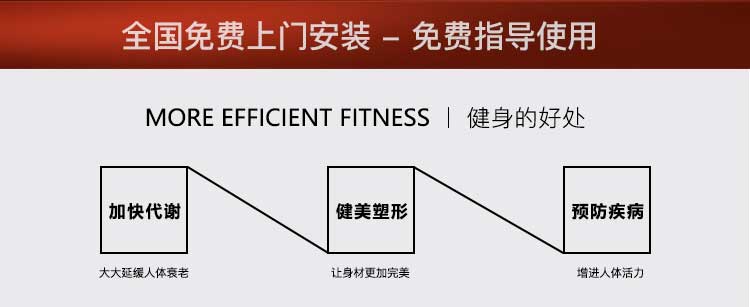 全国免费上门安装 – 免费指导使用
MORE EFFICIENT FITNESS | 健身的好处
加快代谢 健美塑形 预防疾病
大大延缓人体衰老 让身材更加完美 增进人体活力